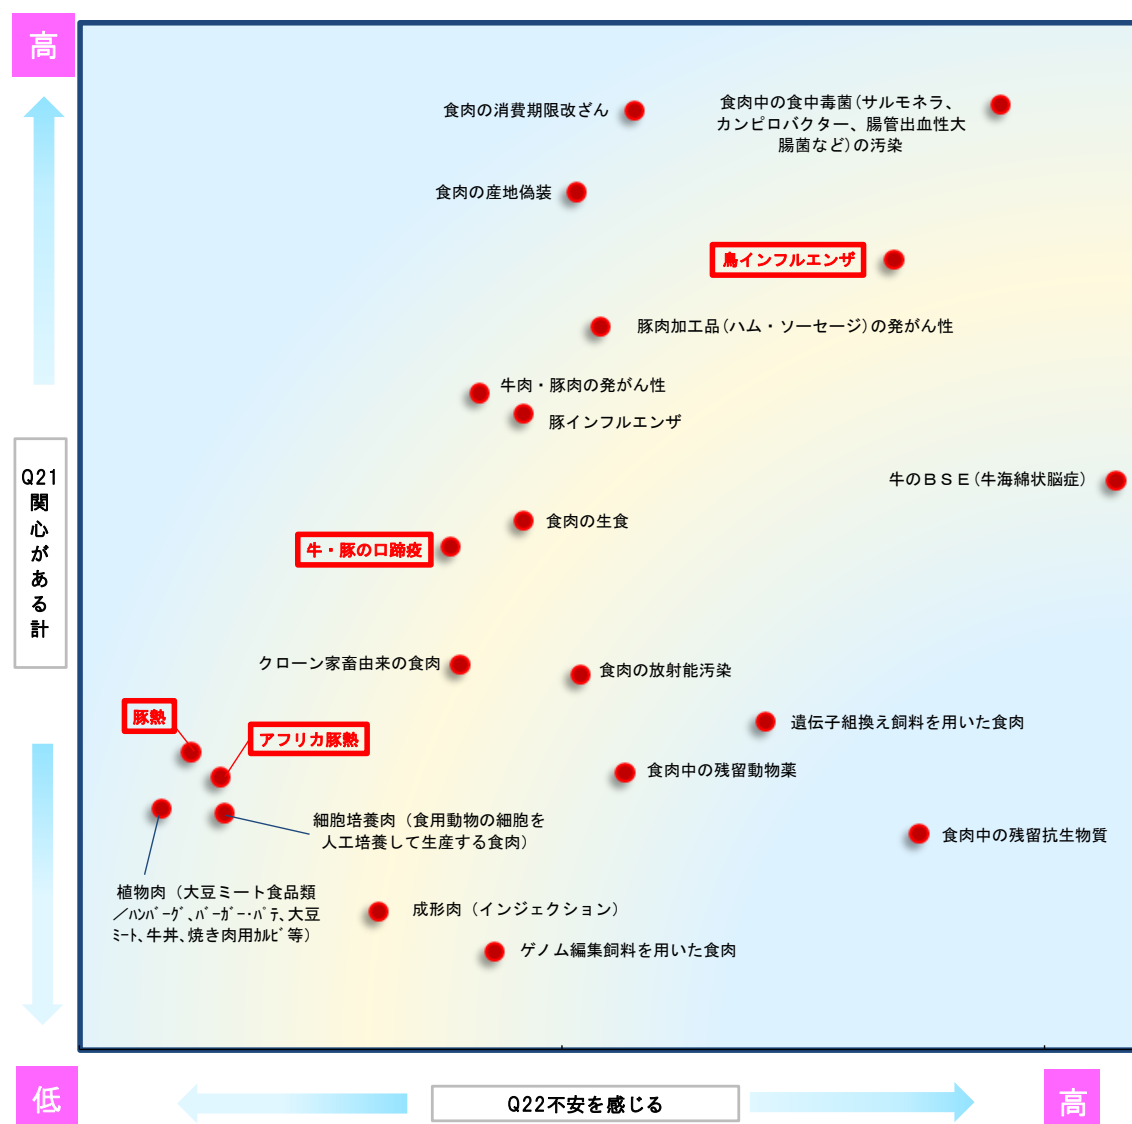 高
食肉の消費期限改ざん
食肉中の食中毒菌(サルモネラ、
カンピロバクター、腸管出血性大
腸菌など)の汚染
食肉の産地偽装
鳥インフルエンザ
豚肉加工品(ハム・ソーセージ)の発がん性
牛肉・豚肉の発がん性
豚インフルエンザ
牛のＢＳＥ(牛海綿状脳症)
食肉の生食
牛・豚の口蹄疫
Q21
関
心
が
あ
る
計
クローン家畜由来の食肉
食肉の放射能汚染
豚熱
アフリカ豚熱
遺伝子組換え飼料を用いた食肉
食肉中の残留動物薬
細胞培養肉（食用動物の細胞を
人工培養して生産する食肉）
食肉中の残留抗生物質
植物肉（大豆ミート食品類
／ﾊﾝﾊﾞｰｸﾞ、ﾊﾞｰｶﾞｰ･ﾊﾟﾃ、大豆
ﾐｰﾄ、牛丼、焼き肉用ｶﾙﾋﾞ等）
成形肉（インジェクション）
ゲノム編集飼料を用いた食肉
低
Q22不安を感じる
高